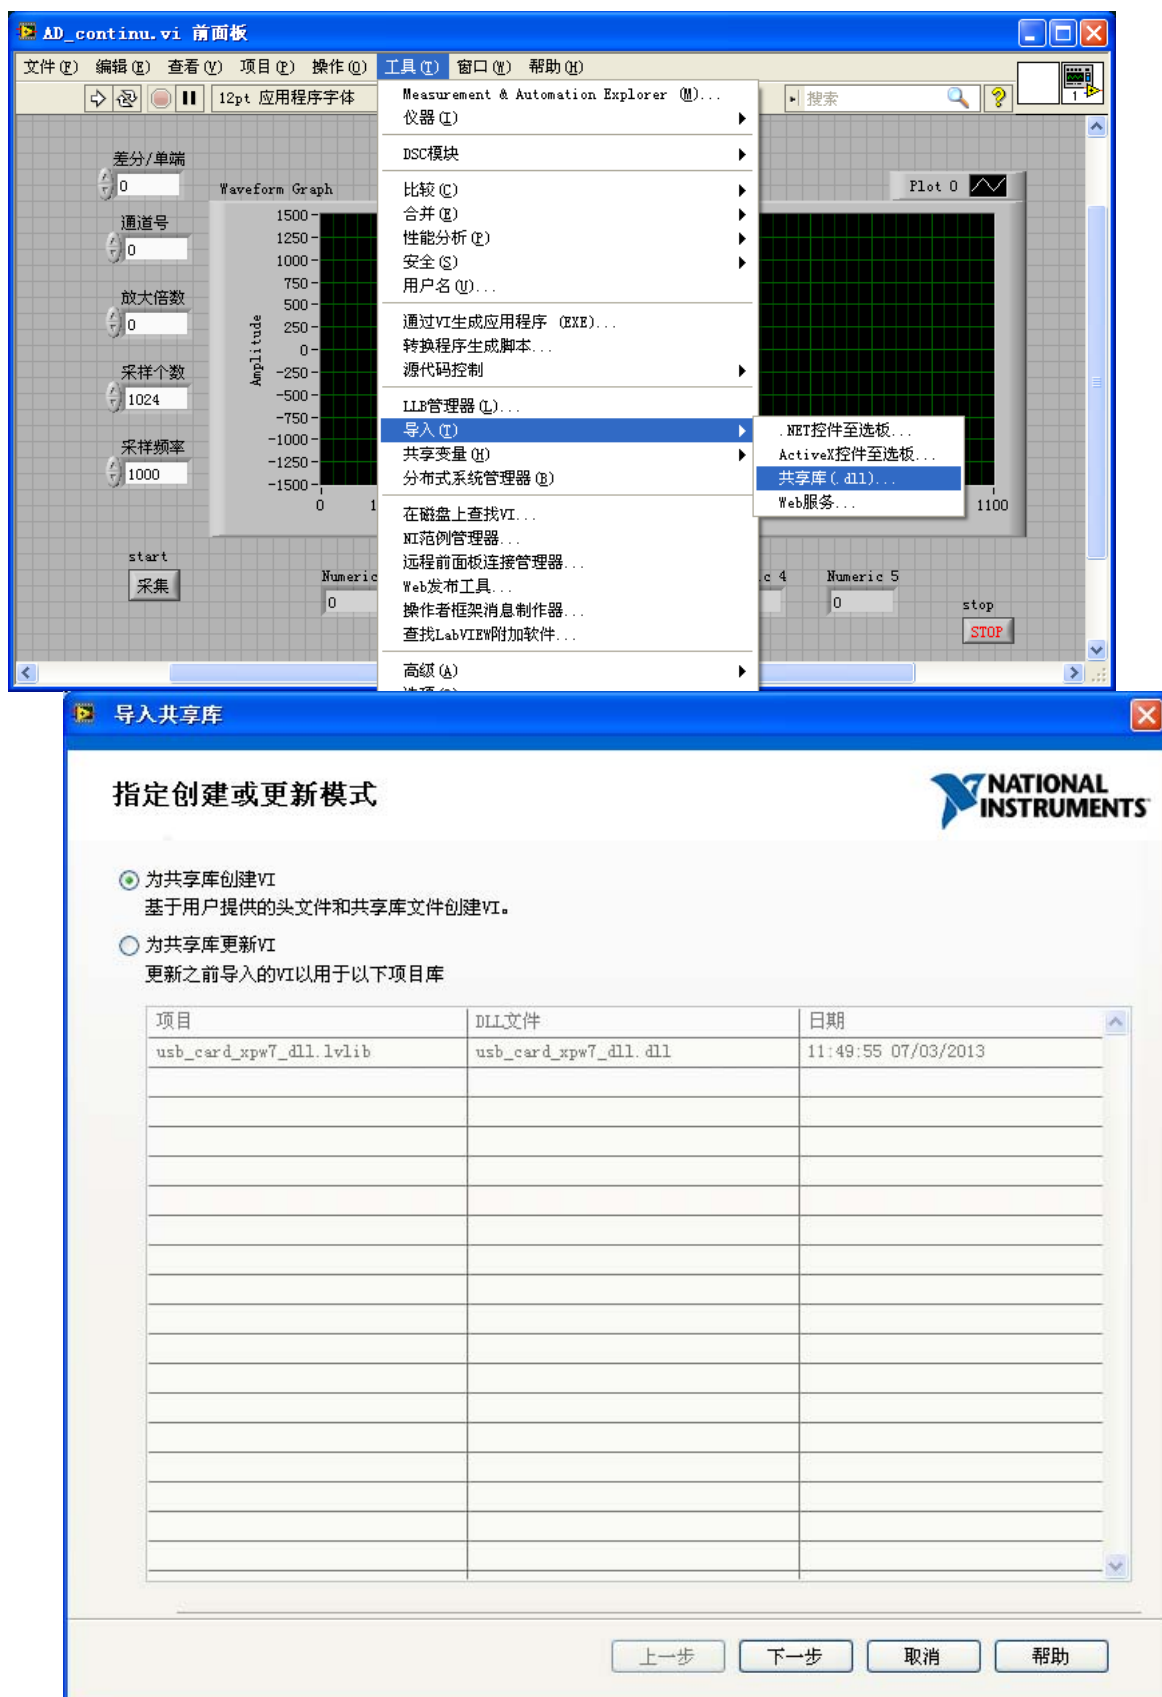 AD_continu.vi 前面板
文件(F) 编辑(E) 查看(V) 项目(P) 操作(O) 工具(T) 窗口(W) 帮助(H)
12pt 应用程序字体
搜索
1
差分/单端
0
通道号
0
放大倍数
0
采样个数
1024
采样频率
1000
start
采集
Waveform Graph
Plot 0
Amplitude
1500
1250
1000
750
500
250
0
-250
-500
-750
-1000
-1250
-1500
0
1
1100
Numeric
0
c 4
Numeric 5
0
stop
STOP
Measurement & Automation Explorer (M)...
仪器(I)
DSC模块
比较(C)
合并(E)
性能分析(P)
安全(S)
用户名(U)...
通过VI生成应用程序 (EXE)...
转换程序生成脚本...
源代码控制
LLB管理器(L)...
导入(T)
共享变量(H)
分布式系统管理器(B)
在磁盘上查找VI...
NI范例管理器...
远程前面板连接管理器...
Web发布工具...
操作者框架消息制作器...
查找LabVIEW附加软件...
高级(A)
.NET控件至选板...
ActiveX控件至选板...
共享库(.dll)...
Web服务...
导入共享库
指定创建或更新模式
NATIONAL
INSTRUMENTS
为共享库创建VI
基于用户提供的头文件和共享库文件创建VI。
为共享库更新VI
更新之前导入的VI以用于以下项目库
项目 DLL文件 日期
usb_card_xpw7_dll.lvlib usb_card_xpw7_dll.dll 11:49:55 07/03/2013
上一步 下一步 取消 帮助